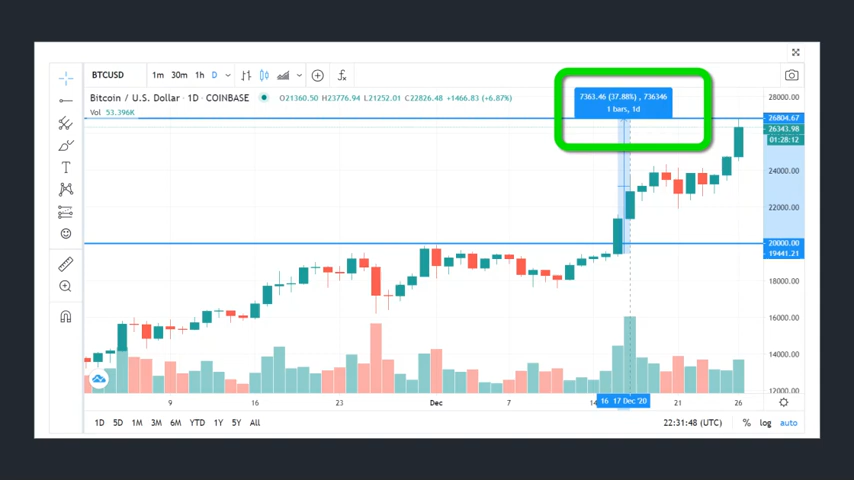 BTCUSD 1m 30m 1h D
Bitcoin / U.S. Dollar · 1D · COINBASE O21360.50 H23776.94 L21252.01 C22826.48 +1466.83 (+6.87%)
Vol 53.396K
7363.46 (37.88%) , 736346
1 bars, 1d
28000.00
26804.67
26343.98
01:28:12
24000.00
22000.00
20000.00
19441.21
18000.00
16000.00
14000.00
12000.00
9 16 23 Dec 7 14 16 17 Dec '20 21 26
1D 5D 1M 3M 6M YTD 1Y 5Y All 22:31:48 (UTC) % log auto